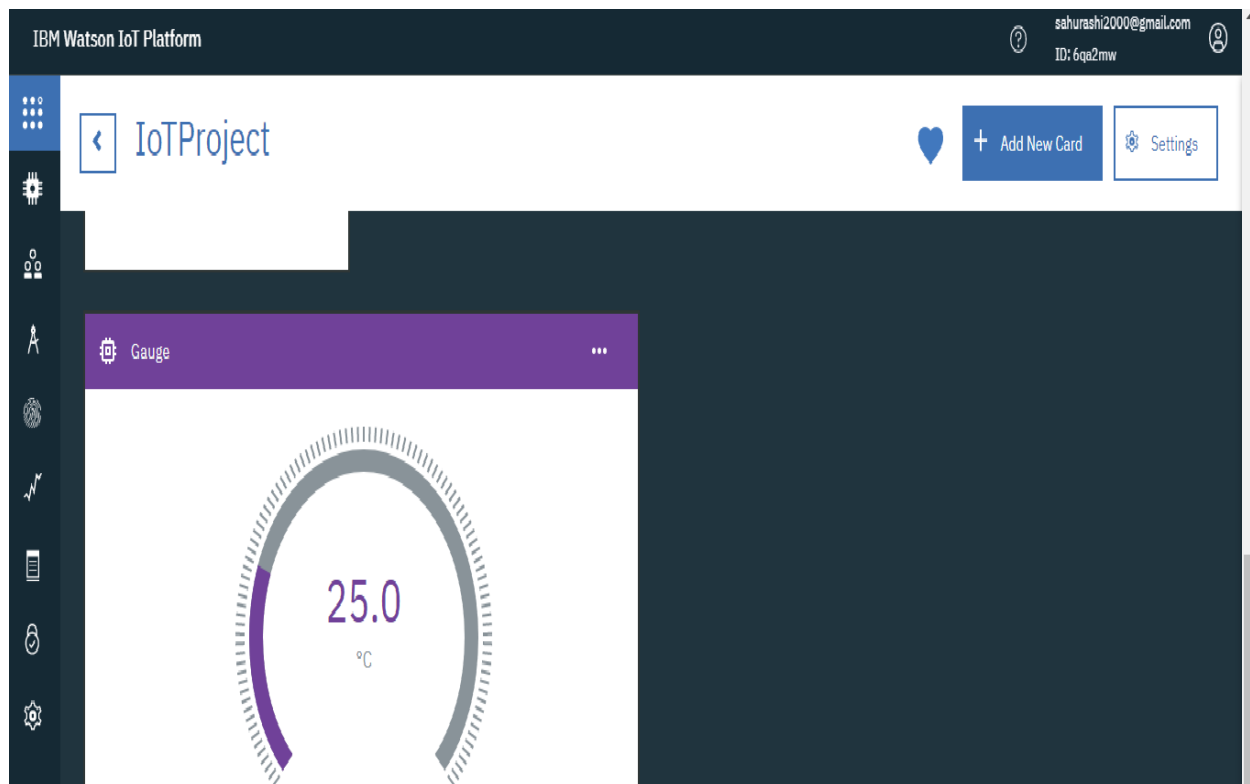 IBM Watson IoT Platform
sahurashi2000@gmail.com
ID: 6qa2mw
IoTProject
+ Add New Card
Settings
Gauge
25.0
°C